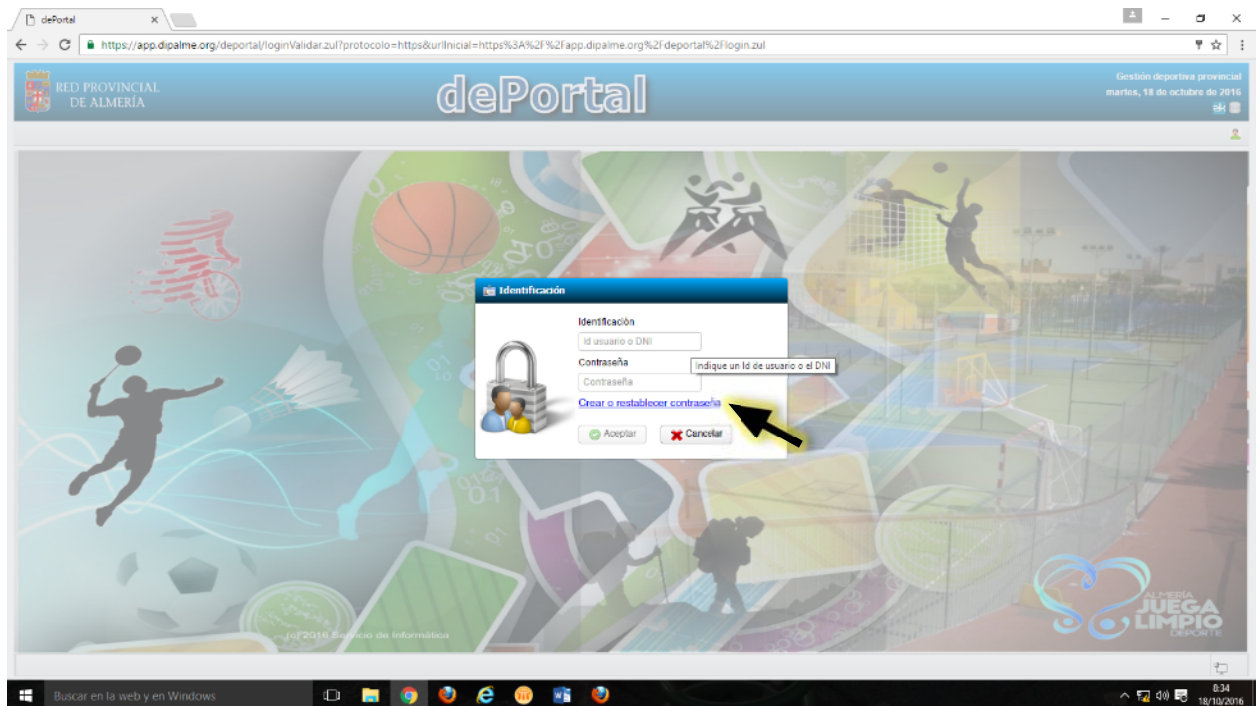 dePortal
https://app.dipalme.org/deportal/loginValidar.zul?protocolo=https&urlInicial=https%3A%2F%2Fapp.dipalme.org%2Fdeportal%2Flogin.zul
RED PROVINCIAL
DE ALMERÍA
dePortal
Gestión deportiva provincial
martes, 18 de octubre de 2016
Identificación
Identificación
Id usuario o DNI
Contraseña
Indique un Id de usuario o el DNI
Contraseña
Crear o restablecer contraseña
Aceptar
Cancelar
ALMERÍA
JUEGA
LIMPIO
DEPORTE
(c) 2016 Servicio de Informática
Buscar en la web y en Windows
8:34
18/10/2016